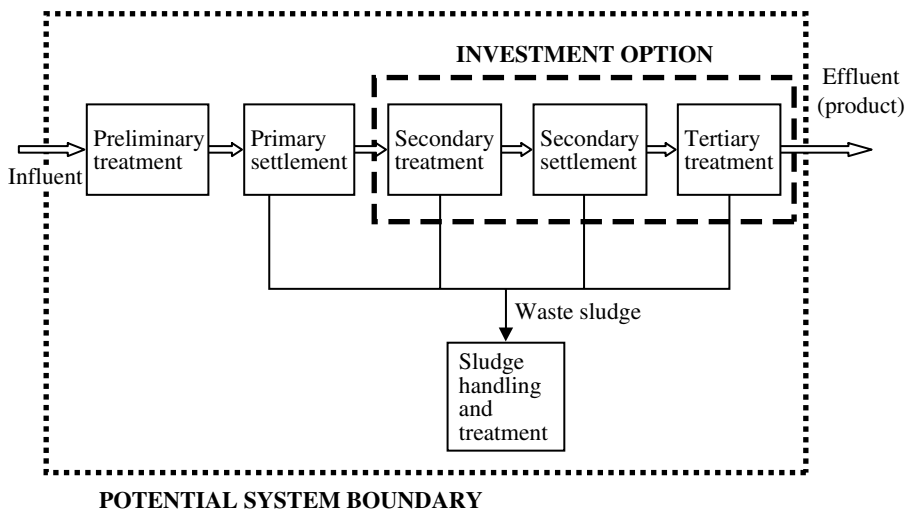 INVESTMENT OPTION
Effluent
(product)
Influent
Preliminary
treatment
Primary
settlement
Secondary
treatment
Secondary
settlement
Tertiary
treatment
Waste sludge
Sludge
handling
and
treatment
POTENTIAL SYSTEM BOUNDARY